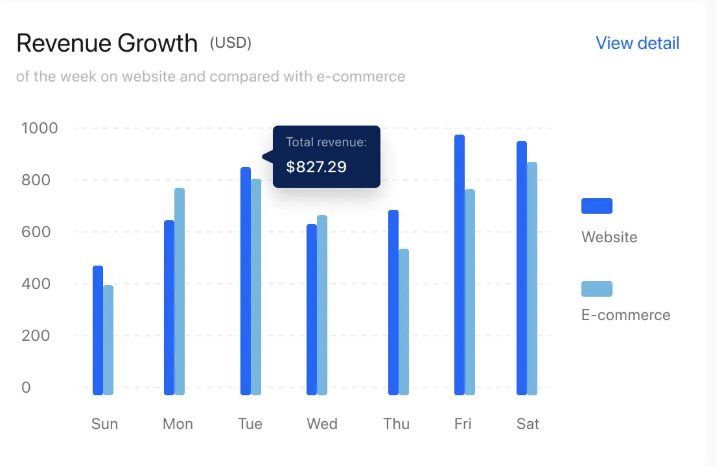 Revenue Growth (USD)
View detail
of the week on website and compared with e-commerce
1000
800
600
400
200
0
Total revenue:
$827.29
Sun Mon Tue Wed Thu Fri Sat
Website
E-commerce